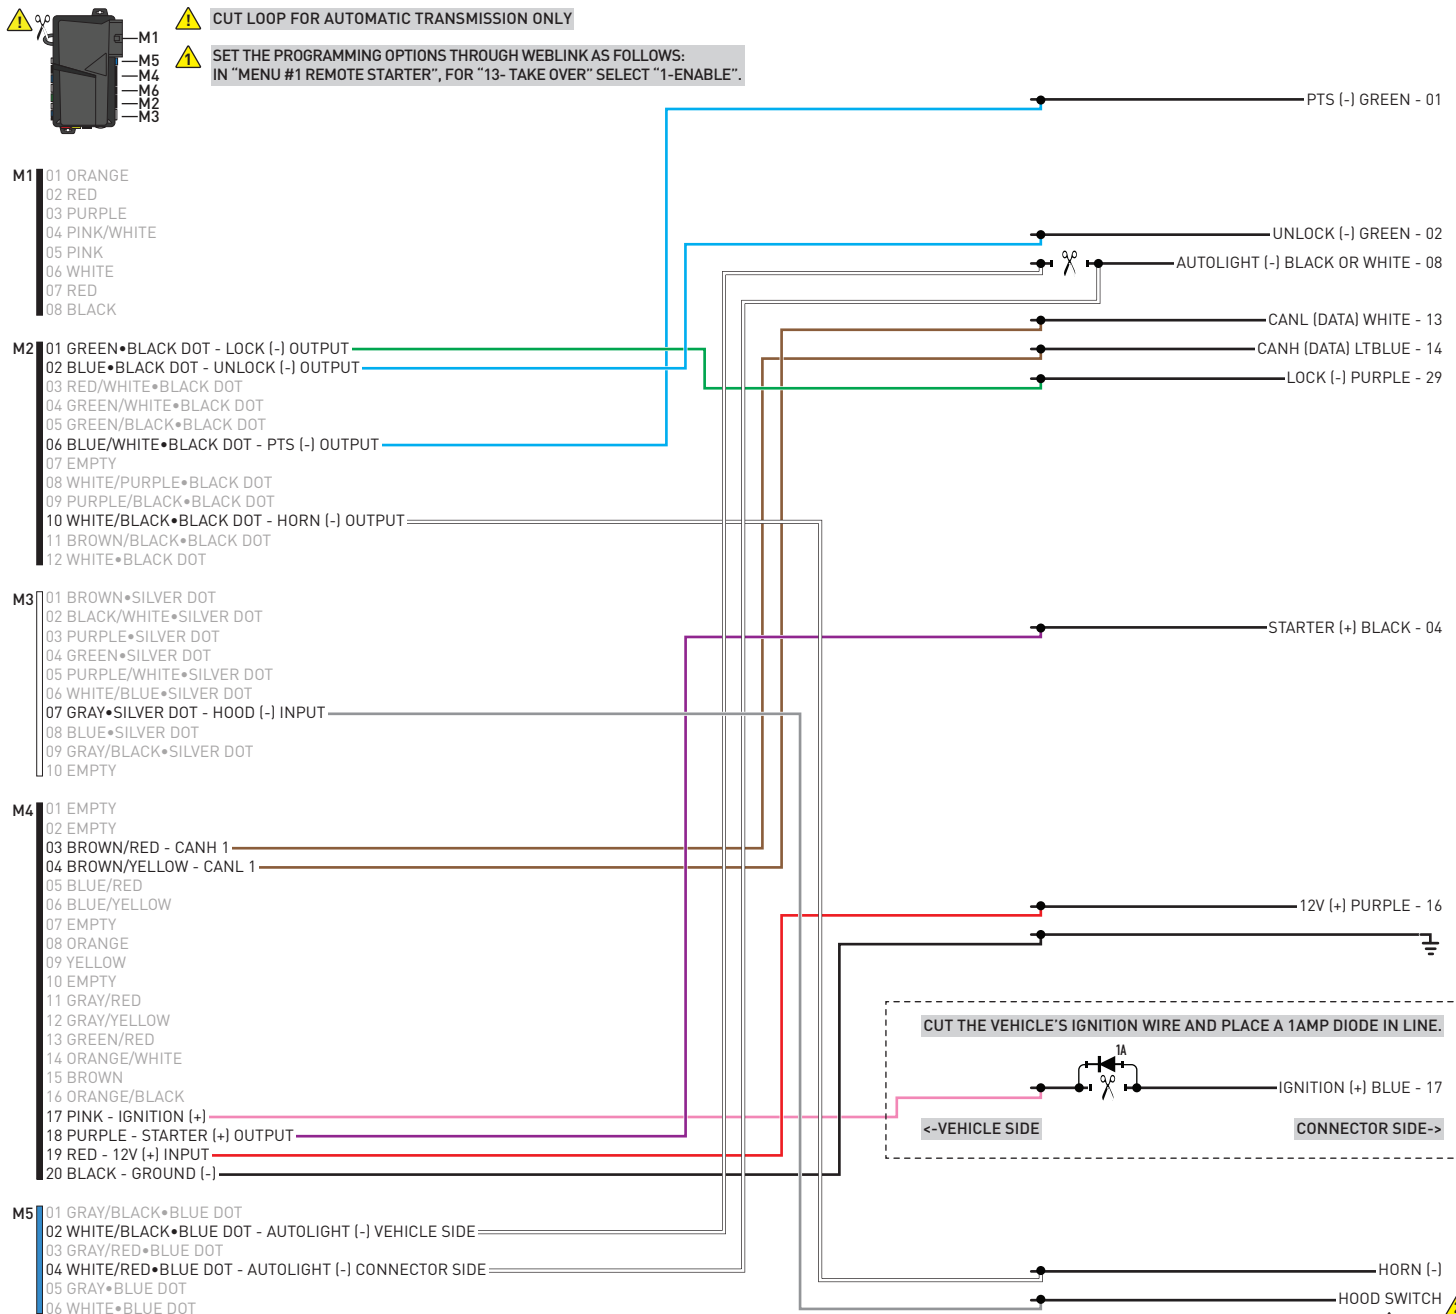 CUT LOOP FOR AUTOMATIC TRANSMISSION ONLY
SET THE PROGRAMMING OPTIONS THROUGH WEBLINK AS FOLLOWS:
IN “MENU #1 REMOTE STARTER”, FOR “13- TAKE OVER” SELECT “1-ENABLE”.
!
!
1
M1
M5
M4
M6
M2
M3
M1
01 ORANGE
02 RED
03 PURPLE
04 PINK/WHITE
05 PINK
06 WHITE
07 RED
08 BLACK
M2
01 GREEN•BLACK DOT - LOCK (-) OUTPUT
02 BLUE•BLACK DOT - UNLOCK (-) OUTPUT
03 RED/WHITE•BLACK DOT
04 GREEN/WHITE•BLACK DOT
05 GREEN/BLACK•BLACK DOT
06 BLUE/WHITE•BLACK DOT - PTS (-) OUTPUT
07 EMPTY
08 WHITE/PURPLE•BLACK DOT
09 PURPLE/BLACK•BLACK DOT
10 WHITE/BLACK•BLACK DOT - HORN (-) OUTPUT
11 BROWN/BLACK•BLACK DOT
12 WHITE•BLACK DOT
M3
01 BROWN•SILVER DOT
02 BLACK/WHITE•SILVER DOT
03 PURPLE•SILVER DOT
04 GREEN•SILVER DOT
05 PURPLE/WHITE•SILVER DOT
06 WHITE/BLUE•SILVER DOT
07 GRAY•SILVER DOT - HOOD (-) INPUT
08 BLUE•SILVER DOT
09 GRAY/BLACK•SILVER DOT
10 EMPTY
M4
01 EMPTY
02 EMPTY
03 BROWN/RED - CANH 1
04 BROWN/YELLOW - CANL 1
05 BLUE/RED
06 BLUE/YELLOW
07 EMPTY
08 ORANGE
09 YELLOW
10 EMPTY
11 GRAY/RED
12 GRAY/YELLOW
13 GREEN/RED
14 ORANGE/WHITE
15 BROWN
16 ORANGE/BLACK
17 PINK - IGNITION (+)
18 PURPLE - STARTER (+) OUTPUT
19 RED - 12V (+) INPUT
20 BLACK - GROUND (-)
M5
01 GRAY/BLACK•BLUE DOT
02 WHITE/BLACK•BLUE DOT - AUTOLIGHT (-) VEHICLE SIDE
03 GRAY/RED•BLUE DOT
04 WHITE/RED•BLUE DOT - AUTOLIGHT (-) CONNECTOR SIDE
05 GRAY•BLUE DOT
06 WHITE•BLUE DOT
PTS (-) GREEN - 01
UNLOCK (-) GREEN - 02
AUTOLIGHT (-) BLACK OR WHITE - 08
CANL (DATA) WHITE - 13
CANH (DATA) LTBLUE - 14
LOCK (-) PURPLE - 29
STARTER (+) BLACK - 04
12V (+) PURPLE - 16
CUT THE VEHICLE’S IGNITION WIRE AND PLACE A 1AMP DIODE IN LINE.
1A
IGNITION (+) BLUE - 17
<-VEHICLE SIDE
CONNECTOR SIDE->
HORN (-)
HOOD SWITCH